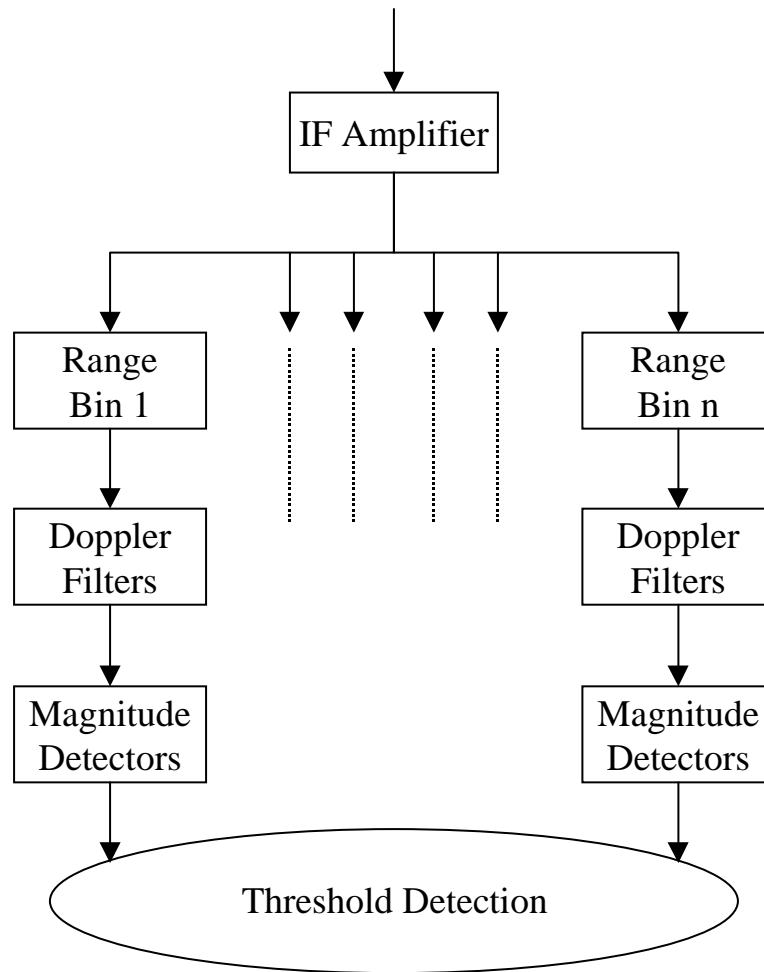 IF Amplifier
Range
Bin 1
Range
Bin n
Doppler
Filters
Doppler
Filters
Magnitude
Detectors
Magnitude
Detectors
Threshold Detection